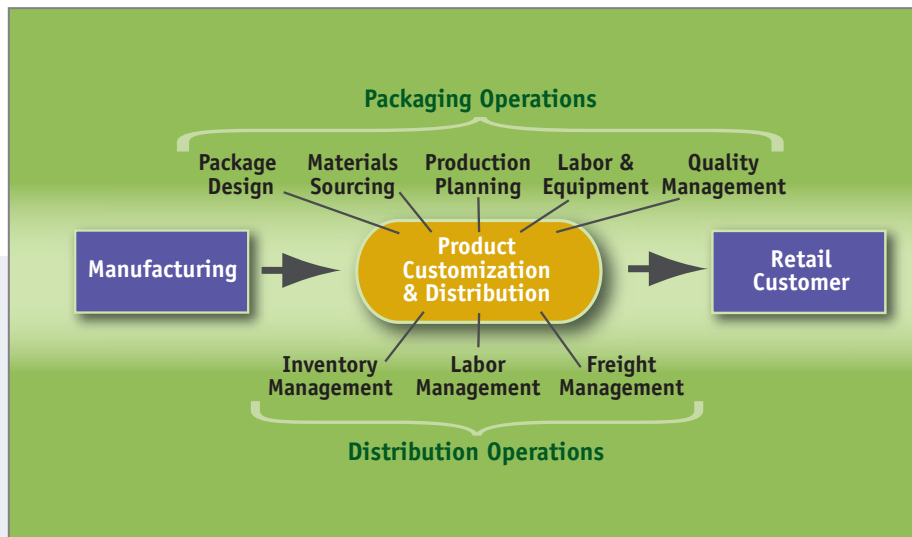 Packaging Operations
Package
Design
Materials
Sourcing
Production
Planning
Labor &
Equipment
Quality
Management
Manufacturing
Product
Customization
& Distribution
Retail
Customer
Inventory
Management
Labor
Management
Freight
Management
Distribution Operations